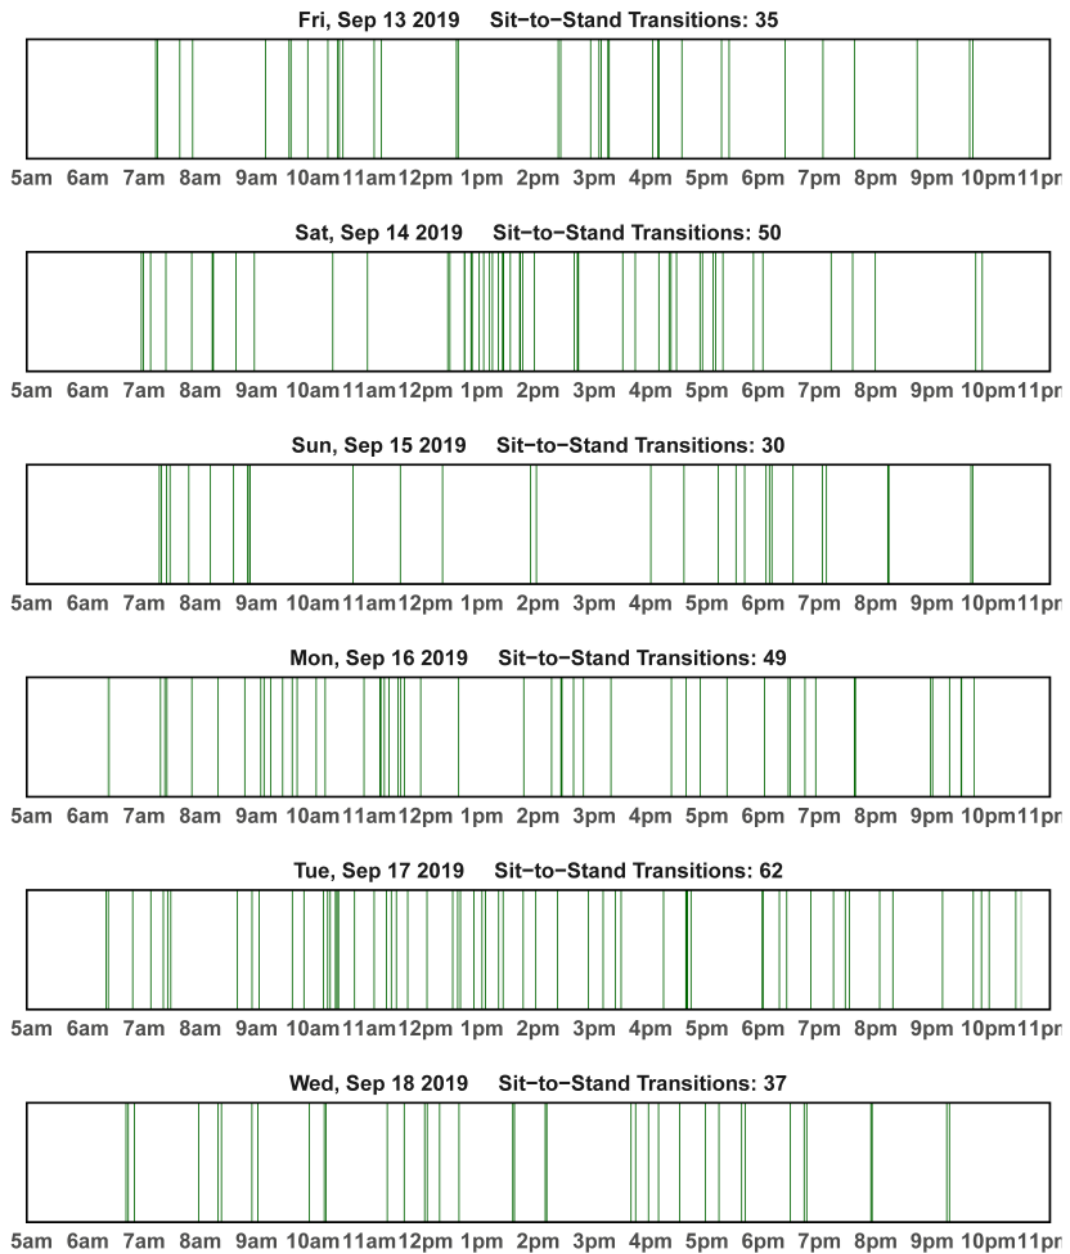 Fri, Sep 13 2019 Sit−to−Stand Transitions: 35
5am 6am 7am 8am 9am 10am 11am 12pm 1pm 2pm 3pm 4pm 5pm 6pm 7pm 8pm 9pm 10pm 11pr
Sat, Sep 14 2019 Sit−to−Stand Transitions: 50
5am 6am 7am 8am 9am 10am 11am 12pm 1pm 2pm 3pm 4pm 5pm 6pm 7pm 8pm 9pm 10pm 11pr
Sun, Sep 15 2019 Sit−to−Stand Transitions: 30
5am 6am 7am 8am 9am 10am 11am 12pm 1pm 2pm 3pm 4pm 5pm 6pm 7pm 8pm 9pm 10pm 11pr
Mon, Sep 16 2019 Sit−to−Stand Transitions: 49
5am 6am 7am 8am 9am 10am 11am 12pm 1pm 2pm 3pm 4pm 5pm 6pm 7pm 8pm 9pm 10pm 11pr
Tue, Sep 17 2019 Sit−to−Stand Transitions: 62
5am 6am 7am 8am 9am 10am 11am 12pm 1pm 2pm 3pm 4pm 5pm 6pm 7pm 8pm 9pm 10pm 11pr
Wed, Sep 18 2019 Sit−to−Stand Transitions: 37
5am 6am 7am 8am 9am 10am 11am 12pm 1pm 2pm 3pm 4pm 5pm 6pm 7pm 8pm 9pm 10pm 11pr